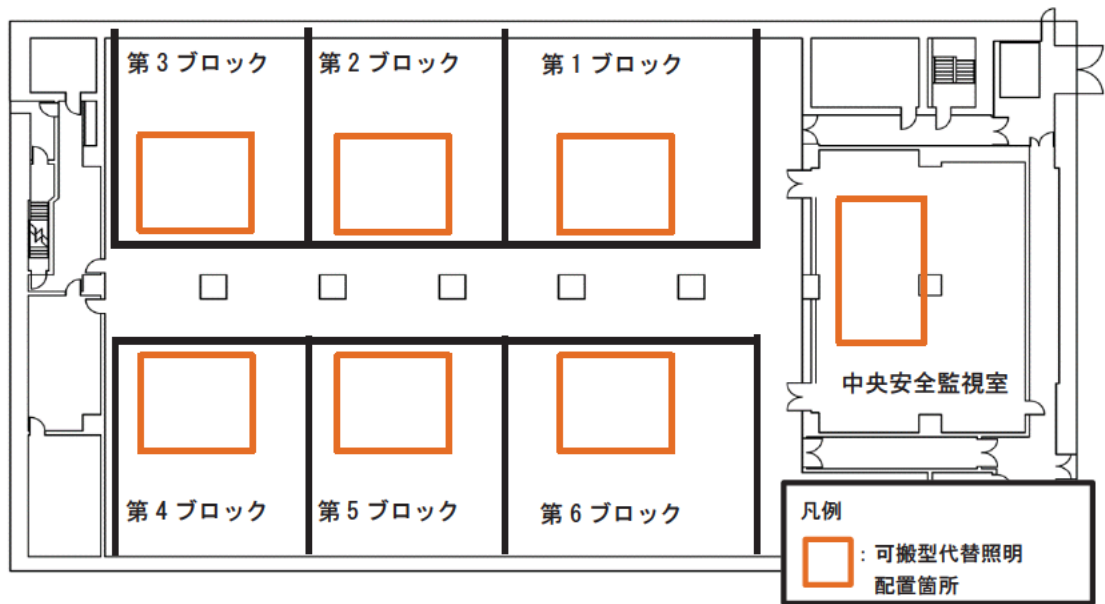 第3ブロック
第2ブロック
第1ブロック
中央安全監視室
第4ブロック
第5ブロック
第6ブロック
凡例
：可搬型代替照明
配置箇所